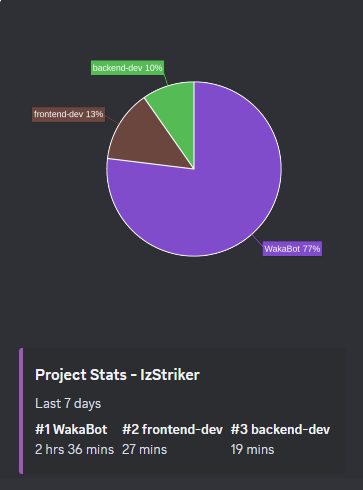 backend-dev 10%
frontend-dev 13%
WakaBot 77%
Project Stats - IzStriker
Last 7 days
#1 WakaBot #2 frontend-dev #3 backend-dev
2 hrs 36 mins 27 mins 19 mins